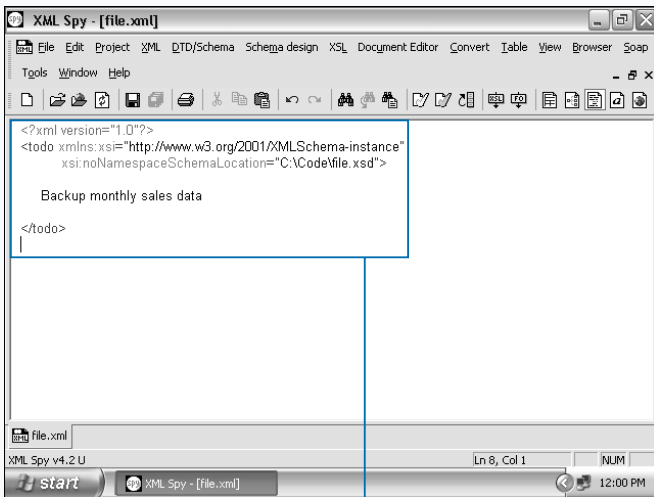 XML Spy - [file.xml]
File Edit Project XML DTD/Schema Schema design XSL Document Editor Convert Table View Browser Soap
Tools Window Help
<?xml version="1.0"?>
<todo xmlns:xsi="http://www.w3.org/2001/XMLSchema-instance"
xsi:noNamespaceSchemaLocation="C:\Code\file.xsd">
Backup monthly sales data
</todo>
file.xml
XML Spy v4.2 U Ln 8, Col 1 NUM
start XML Spy - [file.xml] 12:00 PM